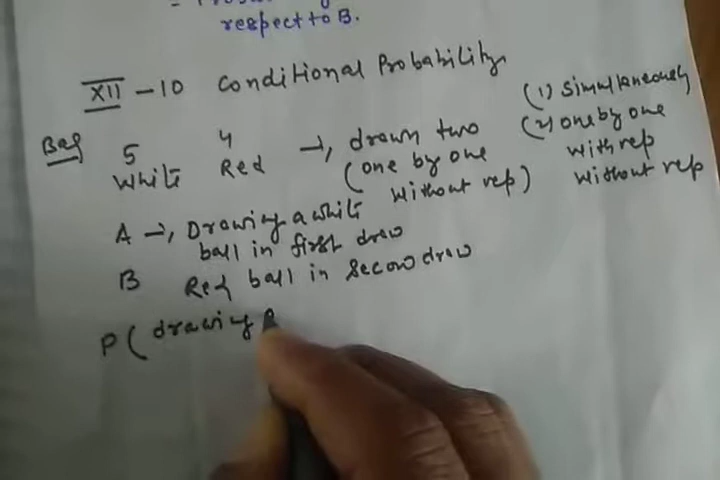 respect to B.
XII - 10 Conditional Probability
Bag 5 White 4 Red → drawn two
(one by one without rep)
(1) simultaneously
(2) one by one
with rep
without rep
A → Drawing a white
ball in first draw
B Red ball in second draw
P( drawing